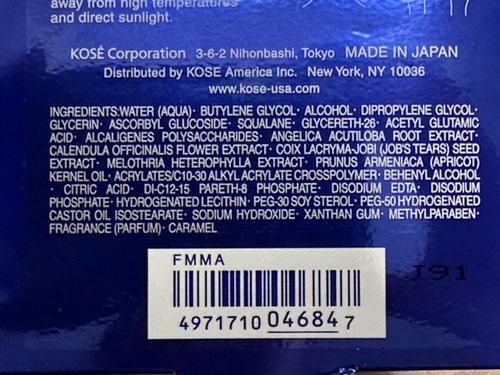 away from high temperatures
and direct sunlight.
KOSÉ Corporation 3-6-2 Nihonbashi, Tokyo MADE IN JAPAN
Distributed by KOSE America Inc. New York, NY 10036
www.kose-usa.com
INGREDIENTS:WATER (AQUA)· BUTYLENE GLYCOL· ALCOHOL· DIPROPYLENE GLYCOL·
GLYCERIN· ASCORBYL GLUCOSIDE· SQUALANE· GLYCERETH-26· ACETYL GLUTAMIC
ACID· ALCALIGENES POLYSACCHARIDES· ANGELICA ACUTILOBA ROOT EXTRACT·
CALENDULA OFFICINALIS FLOWER EXTRACT· COIX LACRYMA-JOBI (JOB'S TEARS) SEED
EXTRACT· MELOTHRIA HETEROPHYLLA EXTRACT· PRUNUS ARMENIACA (APRICOT)
KERNEL OIL· ACRYLATES/C10-30 ALKYL ACRYLATE CROSSPOLYMER· BEHENYL ALCOHOL
· CITRIC ACID· DI-C12-15 PARETH-8 PHOSPHATE· DISODIUM EDTA· DISODIUM
PHOSPHATE· HYDROGENATED LECITHIN· PEG-30 SOY STEROL· PEG-50 HYDROGENATED
CASTOR OIL ISOSTEARATE· SODIUM HYDROXIDE· XANTHAN GUM· METHYLPARABEN·
FRAGRANCE (PARFUM)· CARAMEL
FMMA
J91
4971710 046847